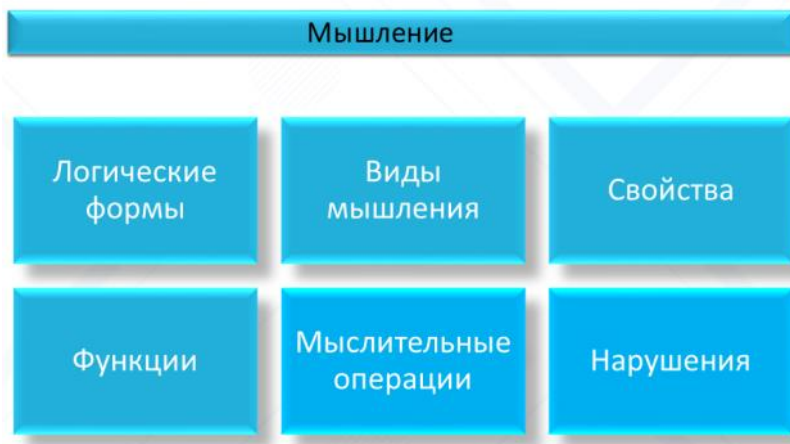 Мышление
Логические
формы
Виды
мышления
Свойства
Функции
Мыслительные
операции
Нарушения